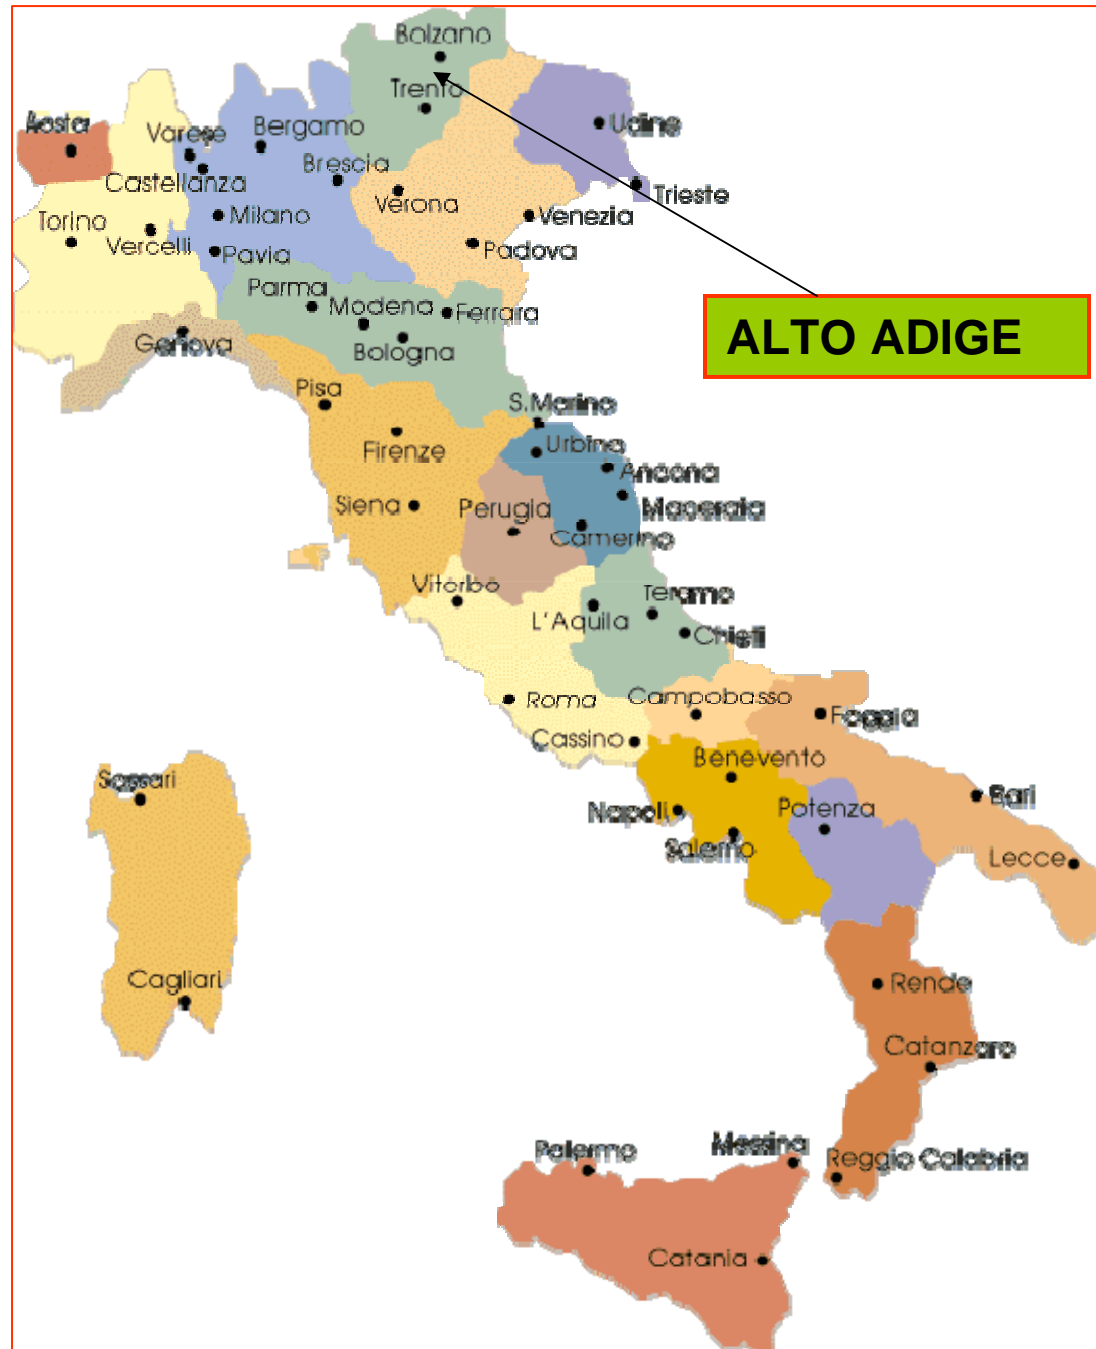 Bolzano
Trento
Aosta
Varese
Bergamo
Udine
Brescia
Castellanza
Verona
Trieste
Torino
Milano
Venezia
Vercelli
Pavia
Padova
Parma
Modena
Ferrara
Genova
Bologna
ALTO ADIGE
Pisa
S.Marino
Firenze
Urbino
Ancona
Siena
Perugia
Macerata
Camerino
Viterbo
Teramo
L'Aquila
Chieti
Roma
Campobasso
Foggia
Cassino
Benevento
Sassari
Napoli
Potenza
Bari
Salerno
Lecce
Cagliari
Rende
Catanzaro
Palermo
Messina
Reggio Calabria
Catania